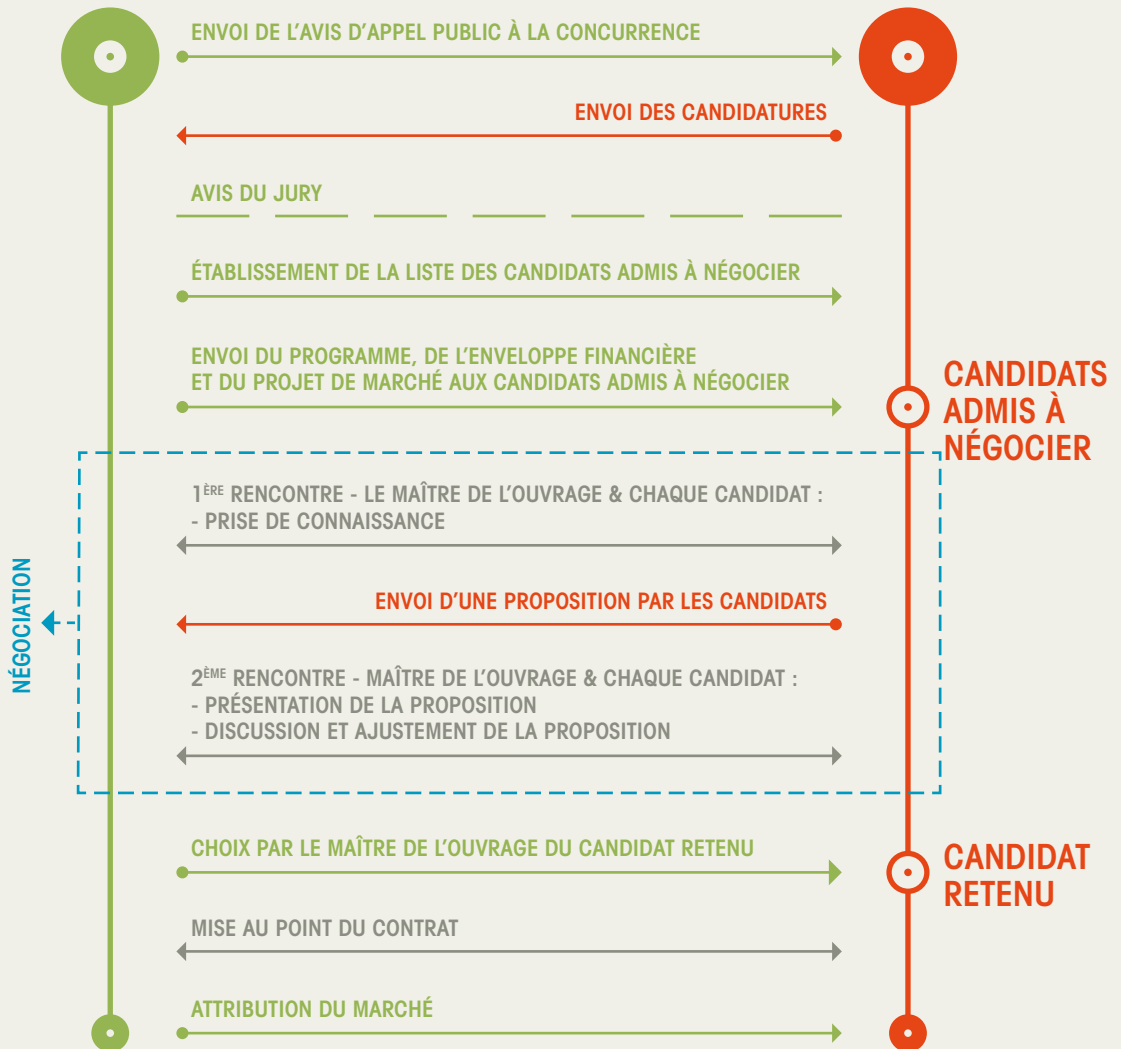 ENVOI DE L'AVIS D'APPEL PUBLIC À LA CONCURRENCE
ENVOI DES CANDIDATURES
AVIS DU JURY
ÉTABLISSEMENT DE LA LISTE DES CANDIDATS ADMIS À NÉGOCIER
ENVOI DU PROGRAMME, DE L'ENVELOPPE FINANCIÈRE
ET DU PROJET DE MARCHÉ AUX CANDIDATS ADMIS À NÉGOCIER
CANDIDATS
ADMIS À
NÉGOCIER
1ÈRE RENCONTRE - LE MAÎTRE DE L'OUVRAGE & CHAQUE CANDIDAT :
- PRISE DE CONNAISSANCE
NÉGOCIATION
ENVOI D'UNE PROPOSITION PAR LES CANDIDATS
2ÈME RENCONTRE - MAÎTRE DE L'OUVRAGE & CHAQUE CANDIDAT :
- PRÉSENTATION DE LA PROPOSITION
- DISCUSSION ET AJUSTEMENT DE LA PROPOSITION
CHOIX PAR LE MAÎTRE DE L'OUVRAGE DU CANDIDAT RETENU
CANDIDAT
RETENU
MISE AU POINT DU CONTRAT
ATTRIBUTION DU MARCHÉ